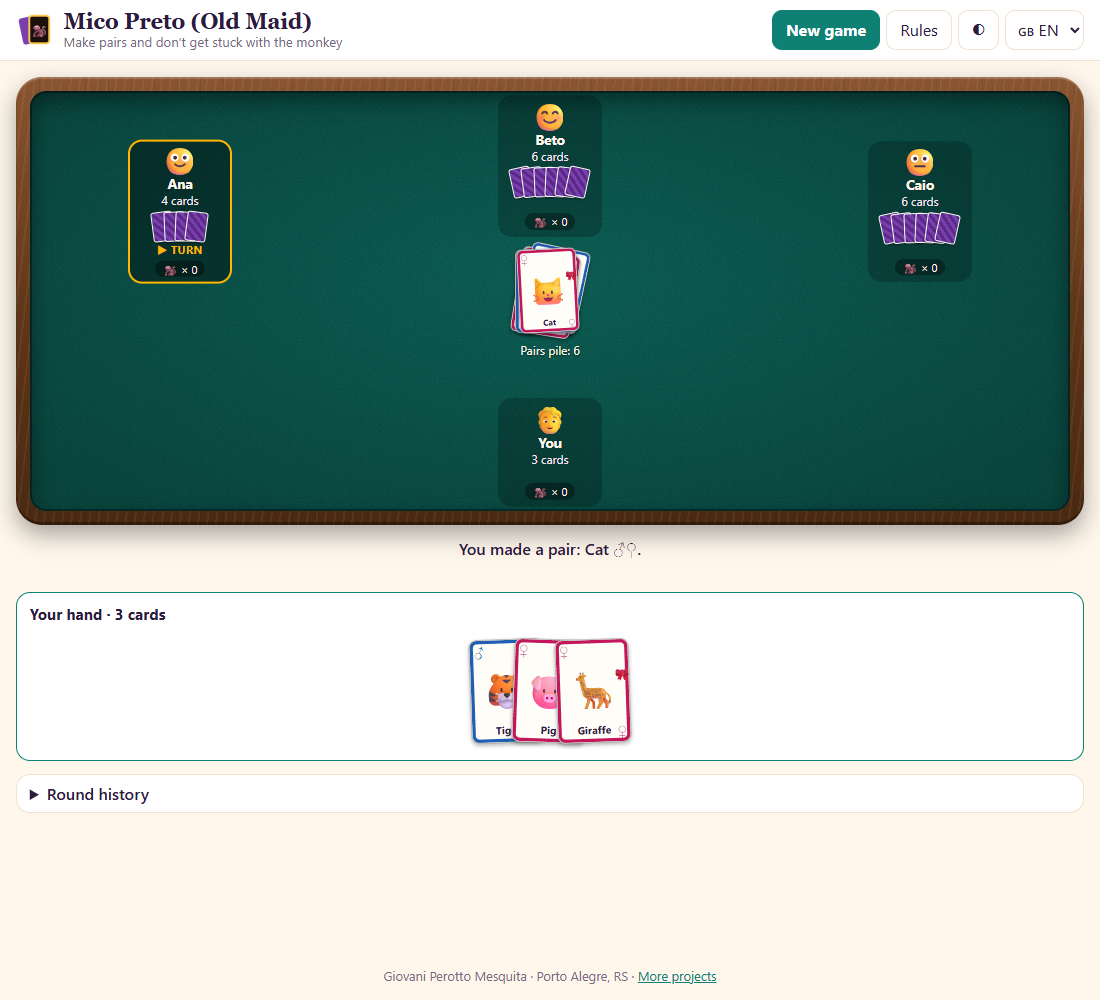 Mico Preto (Old Maid)
Make pairs and don't get stuck with the monkey
New game
Rules
GB EN
Beto
6 cards
× 0
Ana
4 cards
▶ TURN
× 0
Caio
6 cards
× 0
♀
Cat
♀
Pairs pile: 6
You
3 cards
× 0
You made a pair: Cat ♂♀.
Your hand · 3 cards
♂
Tig
♀
Pig
♀
Giraffe
♀
▶ Round history
Giovani Perotto Mesquita · Porto Alegre, RS · More projects